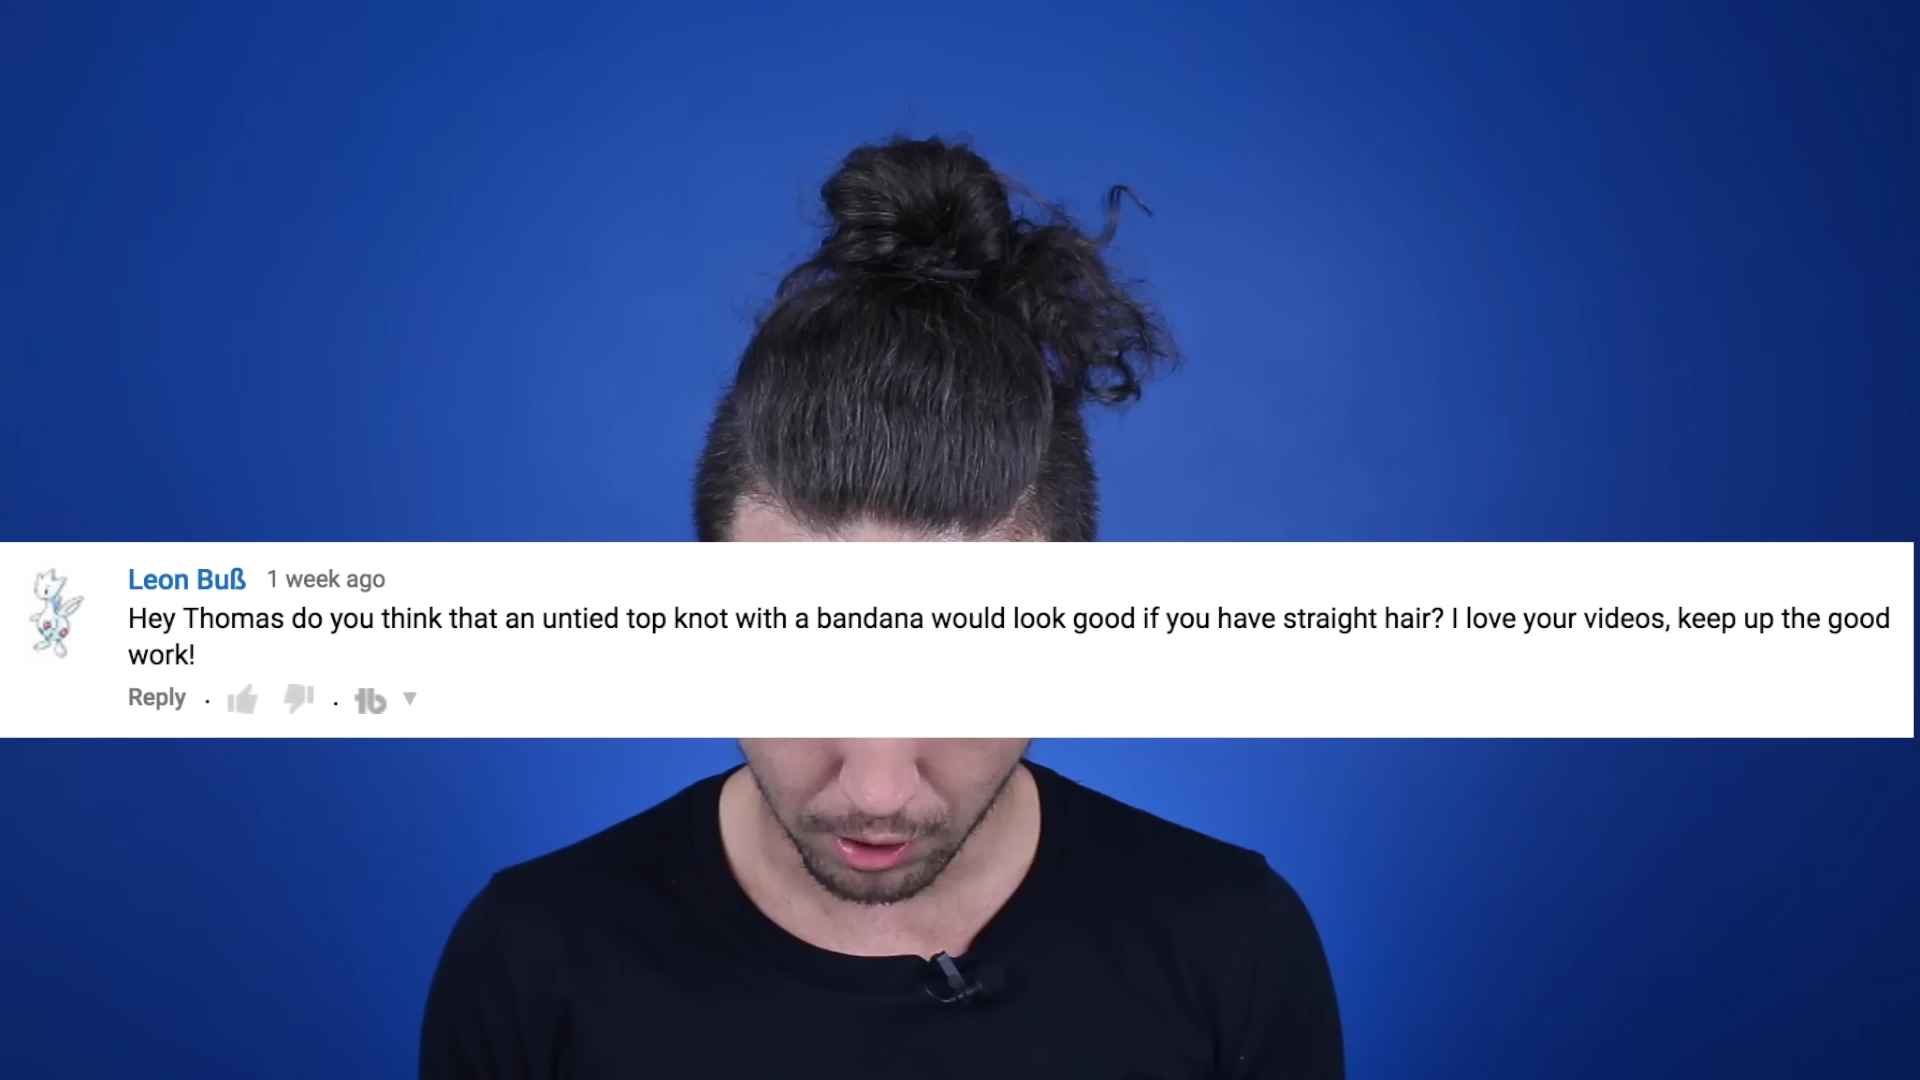 Leon Buß 1 week ago
Hey Thomas do you think that an untied top knot with a bandana would look good if you have straight hair? I love your videos, keep up the good
work!
Reply . . tb